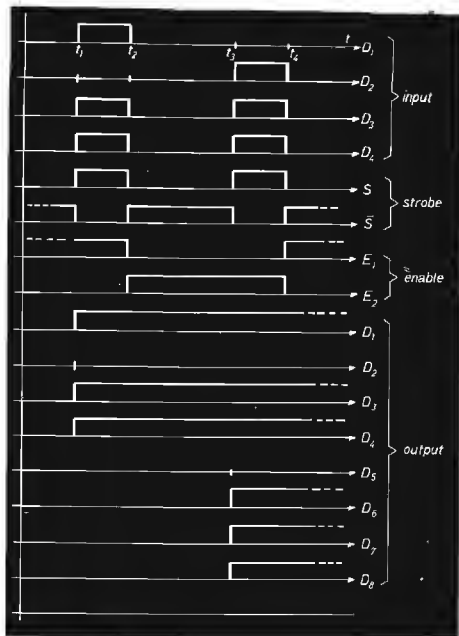 t₁ t₂ t₃ t₄ t D₁
D₂
D₃
D₄
input
S
S̄
strobe
E₁
E₂
enable
D₁
D₂
D₃
D₄
D₅
D₆
D₇
D₈
output